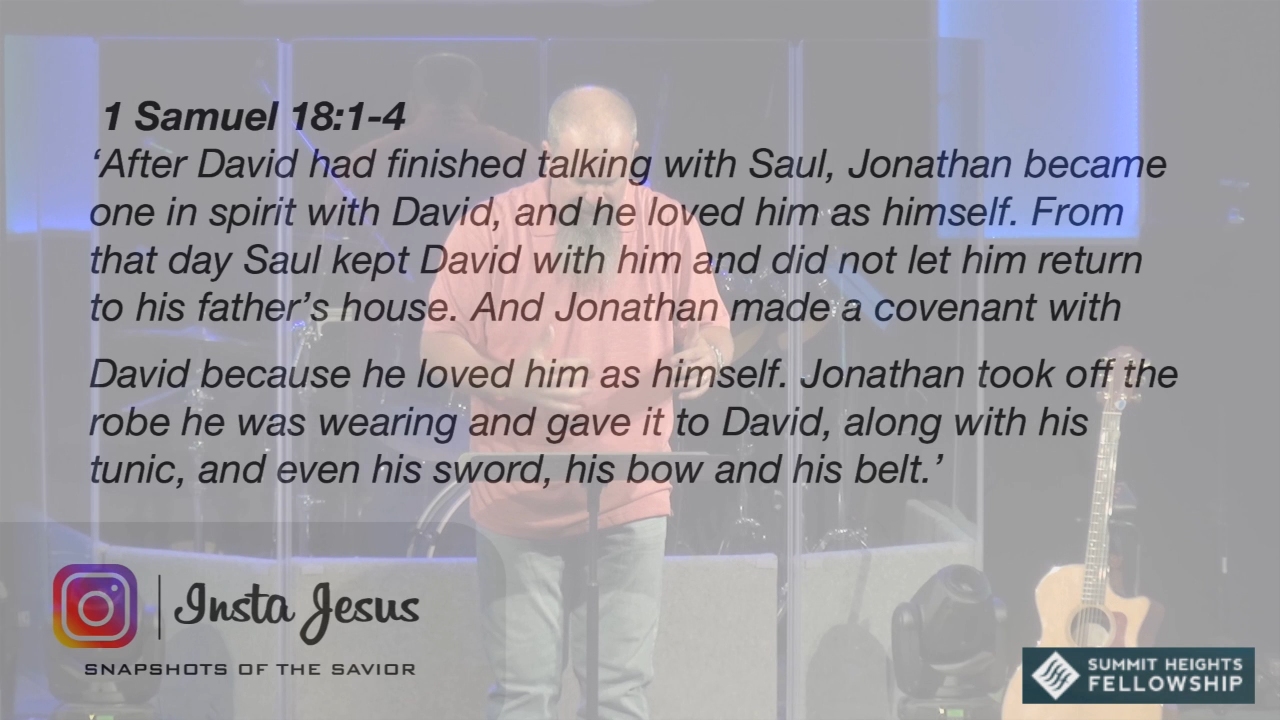 1 Samuel 18:1-4
‘After David had finished talking with Saul, Jonathan became
one in spirit with David, and he loved him as himself. From
that day Saul kept David with him and did not let him return
to his father’s house. And Jonathan made a covenant with
David because he loved him as himself. Jonathan took off the
robe he was wearing and gave it to David, along with his
tunic, and even his sword, his bow and his belt.’
Insta Jesus
SNAPSHOTS OF THE SAVIOR
SUMMIT HEIGHTS
FELLOWSHIP